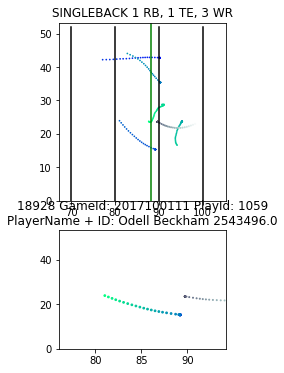 SINGLEBACK 1 RB, 1 TE, 3 WR
50
40
30
20
10
0
70 80 90 100
18928 GameId: 2017100111 PlayId: 1059
PlayerName + ID: Odell Beckham 2543496.0
40
20
0
80 85 90